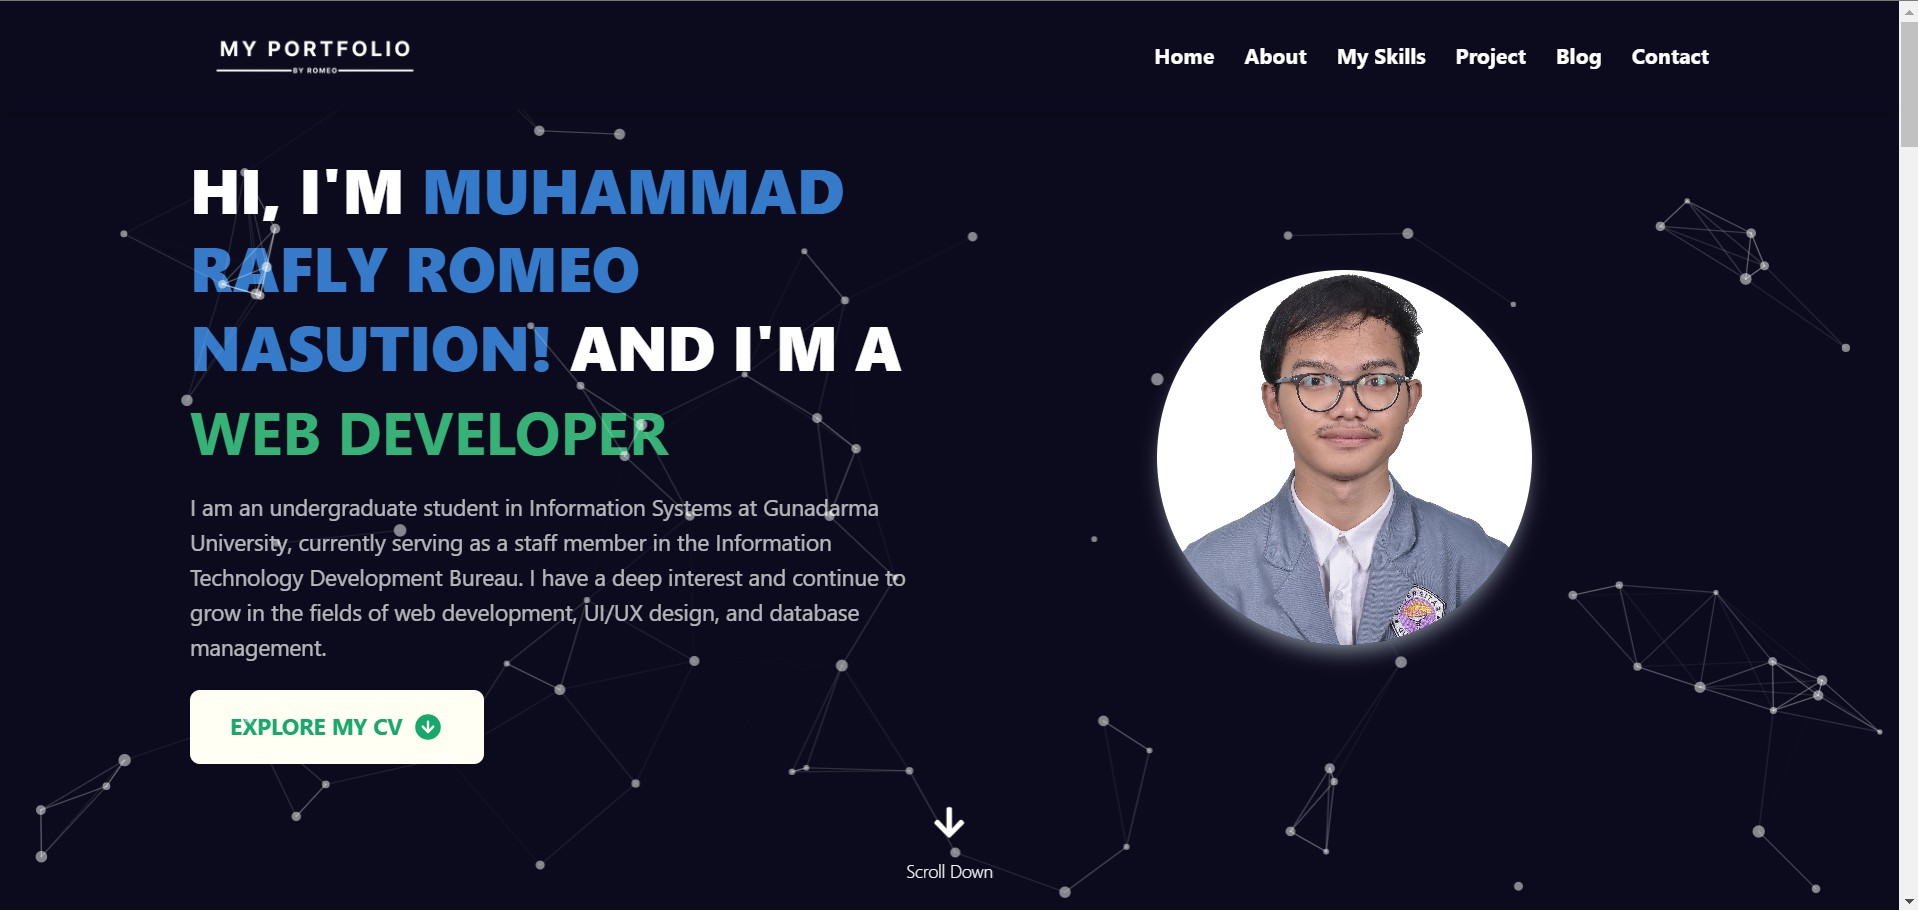 MY PORTFOLIO
BY ROMEO
Home About My Skills Project Blog Contact
HI, I'M MUHAMMAD
RAFLY ROMEO
NASUTION! AND I'M A
WEB DEVELOPER
I am an undergraduate student in Information Systems at Gunadarma
University, currently serving as a staff member in the Information
Technology Development Bureau. I have a deep interest and continue to
grow in the fields of web development, UI/UX design, and database
management.
EXPLORE MY CV
Scroll Down